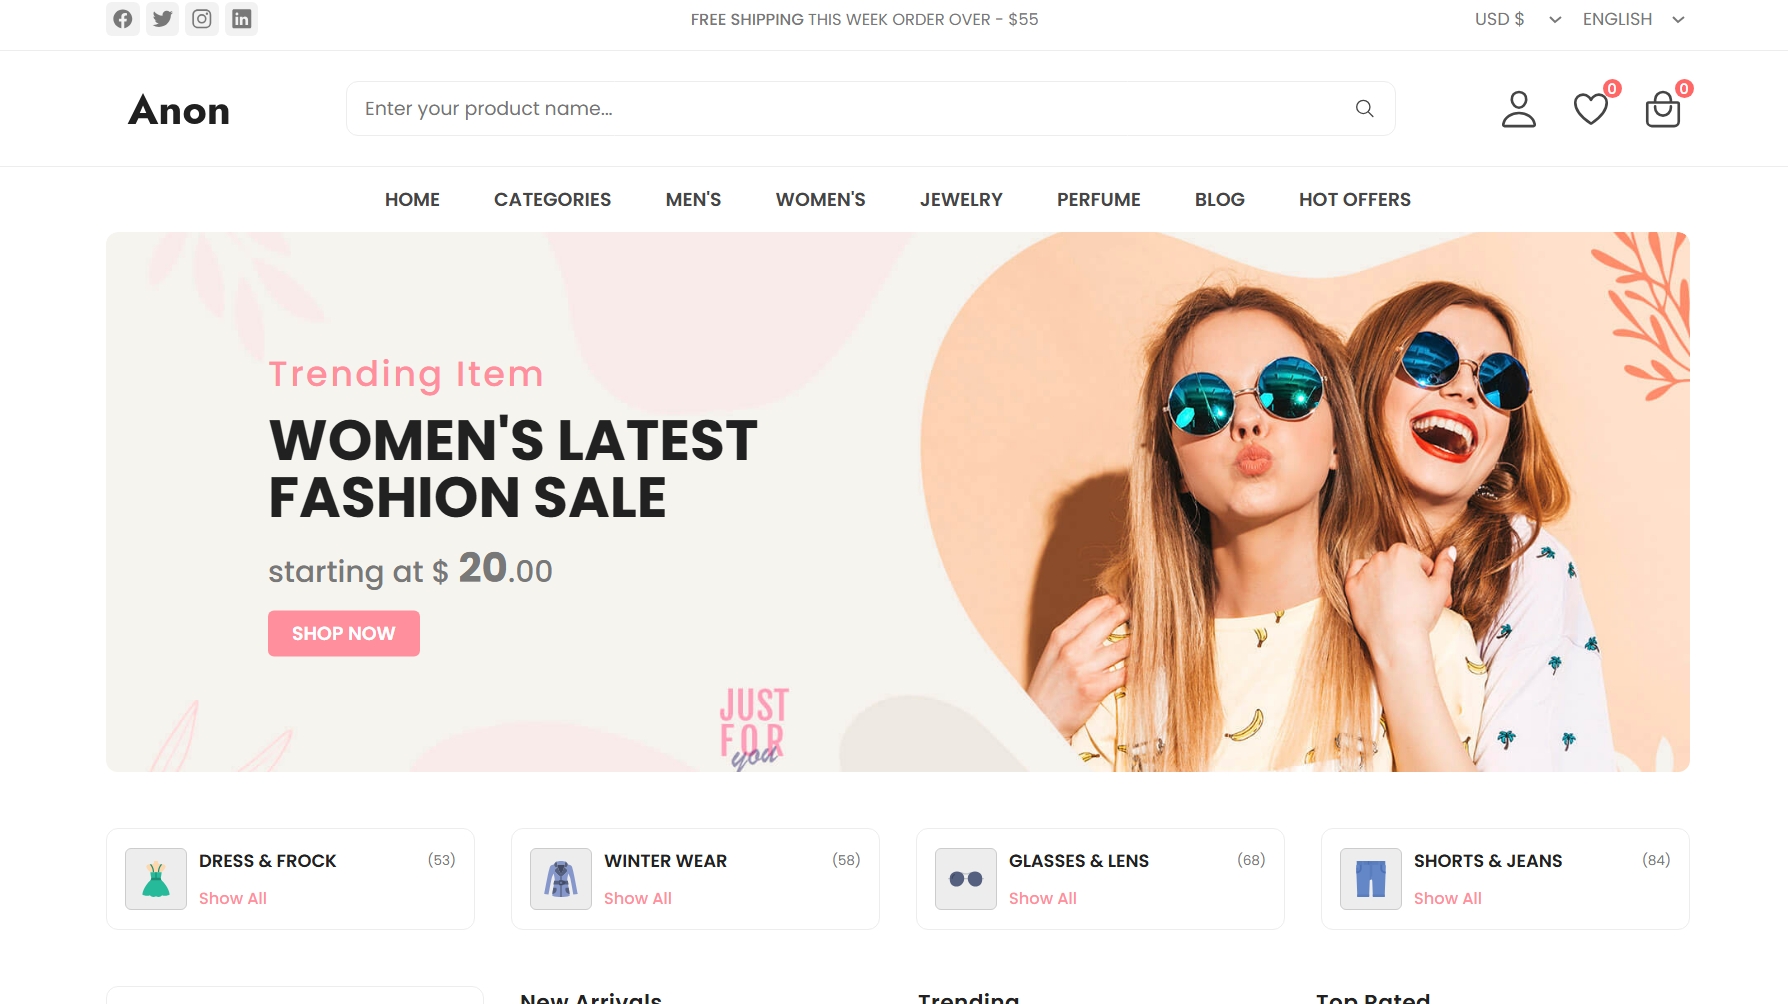 FREE SHIPPING THIS WEEK ORDER OVER - $55
USD $
ENGLISH
Anon
Enter your product name...
0
0
HOME
CATEGORIES
MEN'S
WOMEN'S
JEWELRY
PERFUME
BLOG
HOT OFFERS
Trending Item
WOMEN'S LATEST
FASHION SALE
starting at $ 20.00
SHOP NOW
JUST
FOR
you
DRESS & FROCK
(53)
Show All
WINTER WEAR
(58)
Show All
GLASSES & LENS
(68)
Show All
SHORTS & JEANS
(84)
Show All
New Arrivals
Trending
Top Rated